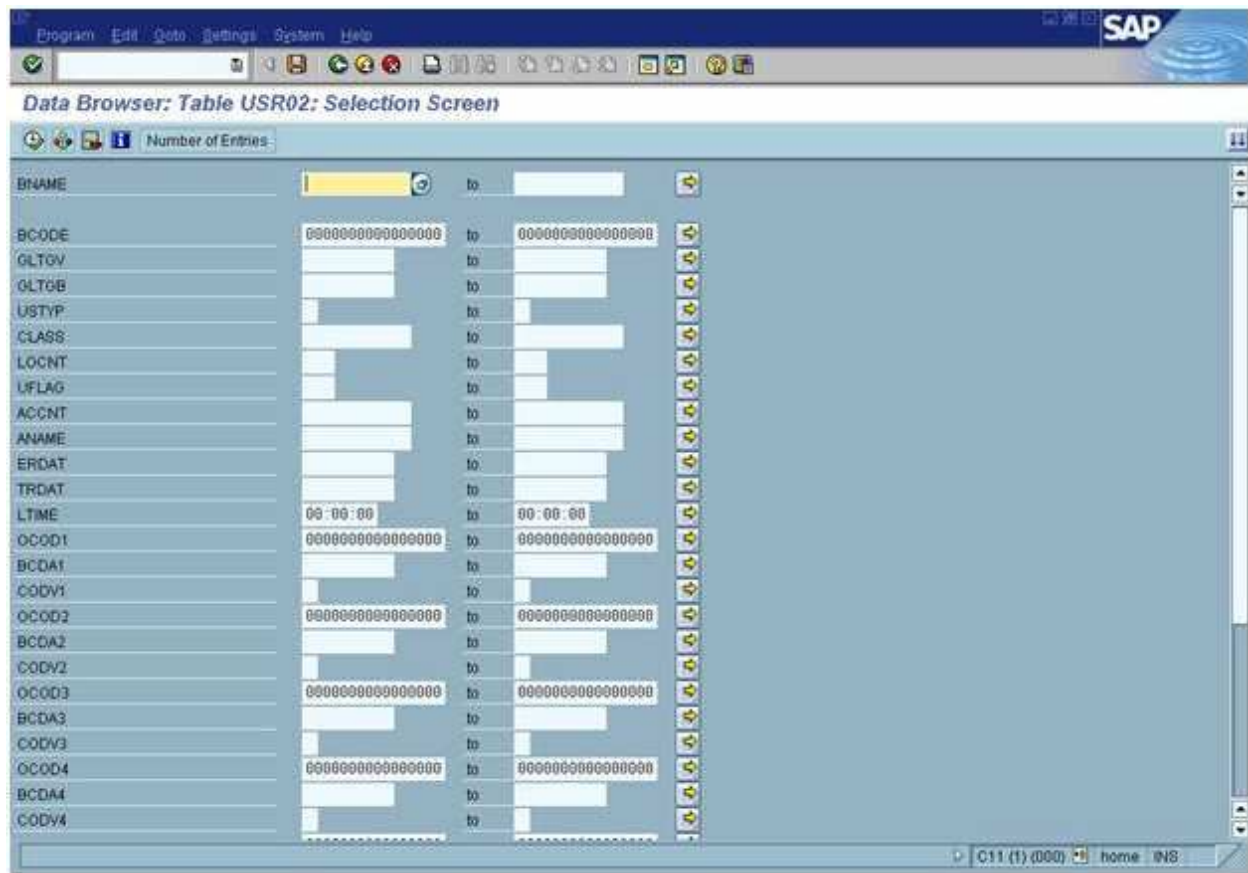 Program Edit Goto Settings System Help
SAP
Data Browser: Table USR02: Selection Screen
Number of Entries
BNAME to
BCODE 0000000000000000 to 0000000000000000
GLTGV to
GLTGB to
USTYP to
CLASS to
LOCNT to
UFLAG to
ACCNT to
ANAME to
ERDAT to
TRDAT to
LTIME 00:00:00 to 00:00:00
OCOD1 0000000000000000 to 0000000000000000
BCDA1 to
CODV1 to
OCOD2 0000000000000000 to 0000000000000000
BCDA2 to
CODV2 to
OCOD3 0000000000000000 to 0000000000000000
BCDA3 to
CODV3 to
OCOD4 0000000000000000 to 0000000000000000
BCDA4 to
CODV4 to
C11 (1) (000) home INS